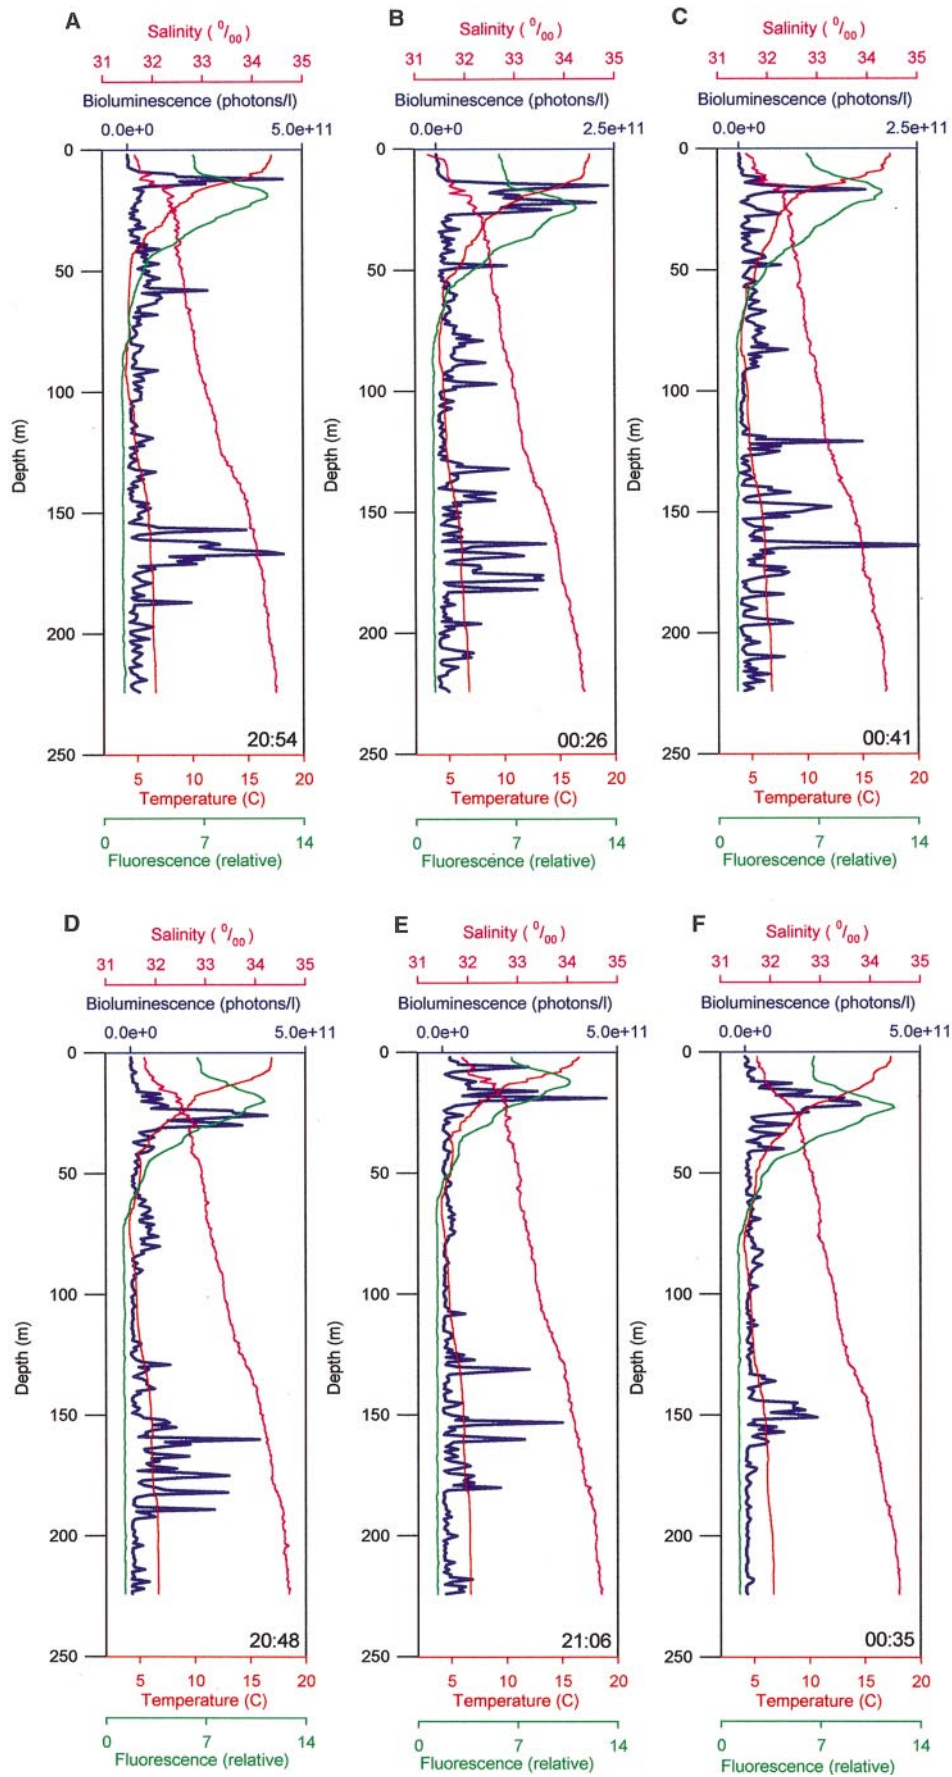 A
Salinity ( 0/00)
31 32 33 34 35
Bioluminescence (photons/l)
0.0e+0 5.0e+11
0
50
100
150
200
250
Depth (m)
20:54
5 10 15 20
Temperature (C)
0 7 14
Fluorescence (relative)
B
Salinity ( 0/00)
31 32 33 34 35
Bioluminescence (photons/l)
0.0e+0 2.5e+11
0
50
100
150
200
250
Depth (m)
00:26
5 10 15 20
Temperature (C)
0 7 14
Fluorescence (relative)
C
Salinity ( 0/00)
31 32 33 34 35
Bioluminescence (photons/l)
0.0e+0 2.5e+11
0
50
100
150
200
250
Depth (m)
00:41
5 10 15 20
Temperature (C)
0 7 14
Fluorescence (relative)
D
Salinity ( 0/00)
31 32 33 34 35
Bioluminescence (photons/l)
0.0e+0 5.0e+11
0
50
100
150
200
250
Depth (m)
20:48
5 10 15 20
Temperature (C)
0 7 14
Fluorescence (relative)
E
Salinity ( 0/00)
31 32 33 34 35
Bioluminescence (photons/l)
0.0e+0 5.0e+11
0
50
100
150
200
250
Depth (m)
21:06
5 10 15 20
Temperature (C)
0 7 14
Fluorescence (relative)
F
Salinity ( 0/00)
31 32 33 34 35
Bioluminescence (photons/l)
0.0e+0 5.0e+11
0
50
100
150
200
250
Depth (m)
00:35
5 10 15 20
Temperature (C)
0 7 14
Fluorescence (relative)